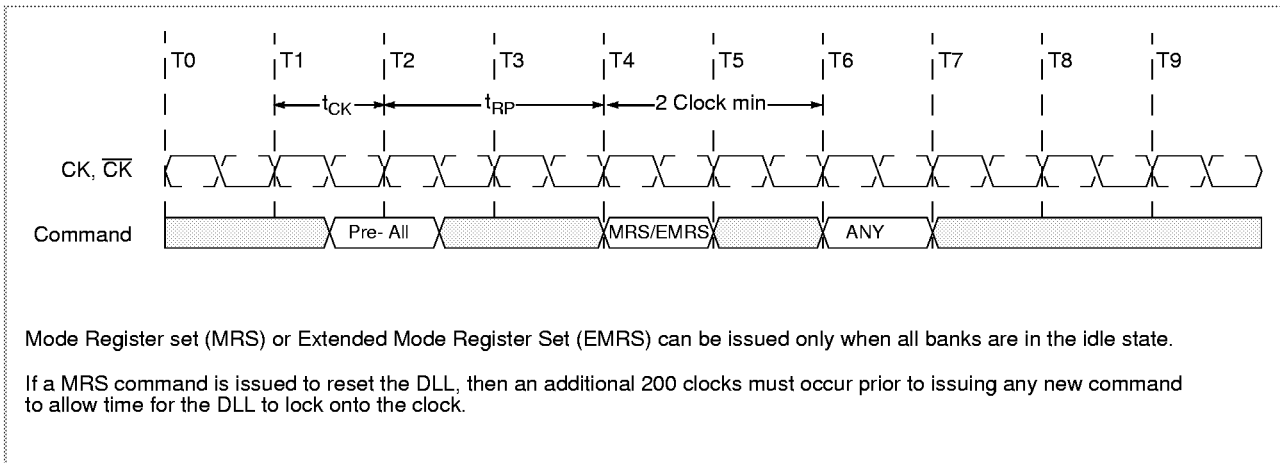 T0 T1 T2 T3 T4 T5 T6 T7 T8 T9
tCK tRP 2 Clock min
CK, CK
Command Pre- All MRS/EMRS ANY
Mode Register set (MRS) or Extended Mode Register Set (EMRS) can be issued only when all banks are in the idle state.
If a MRS command is issued to reset the DLL, then an additional 200 clocks must occur prior to issuing any new command
to allow time for the DLL to lock onto the clock.